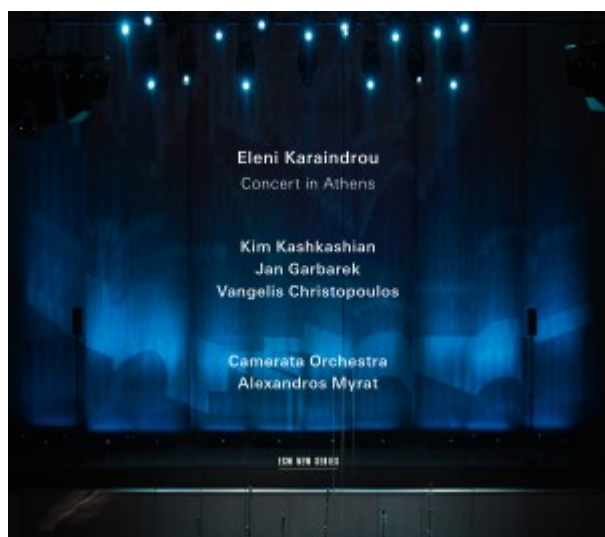 Eleni Karaindrou
Concert in Athens
Kim Kashkashian
Jan Garbarek
Vangelis Christopoulos
Camerata Orchestra
Alexandros Myrat
ECM NEW SERIES